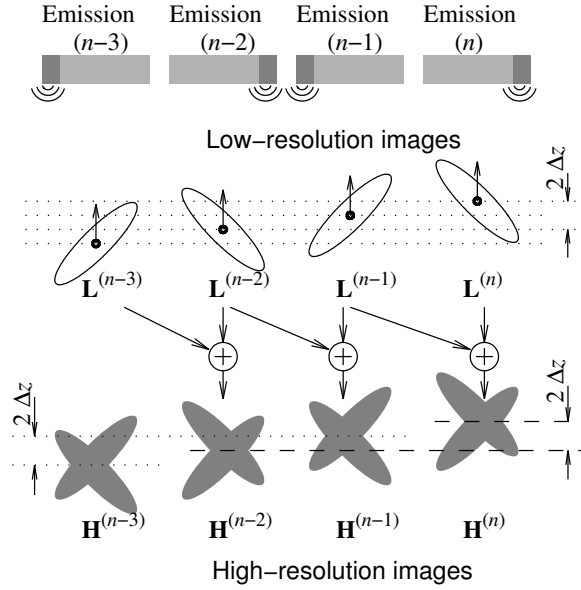 Emission Emission Emission Emission
(n−3) (n−2) (n−1) (n)
Low−resolution images
2 Δz
L(n−3) L(n−2) L(n−1) L(n)
+ + +
2 Δz 2 Δz
H(n−3) H(n−2) H(n−1) H(n)
High−resolution images